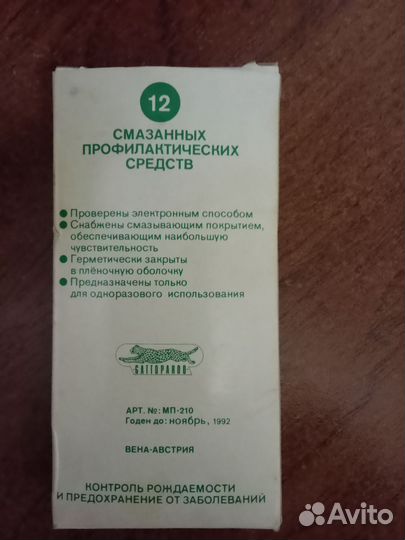 12
СМАЗАННЫХ
ПРОФИЛАКТИЧЕСКИХ
СРЕДСТВ
Проверены электронным способом
Снабжены смазывающим покрытием,
обеспечивающим наибольшую
чувствительность
Герметически закрыты
в плёночную оболочку
Предназначены только
для одноразового использования
GATTOPARDO
АРТ. №: МП-210
Годен до: ноябрь, 1992
ВЕНА-АВСТРИЯ
КОНТРОЛЬ РОЖДАЕМОСТИ
И ПРЕДОХРАНЕНИЕ ОТ ЗАБОЛЕВАНИЙ
Avito